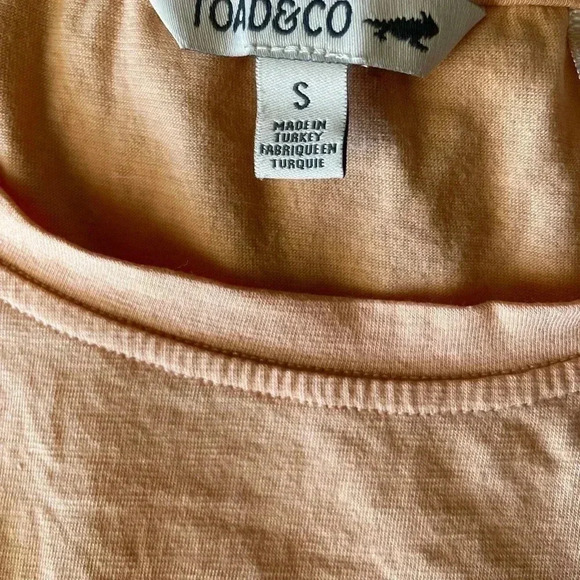 TOAD&CO
S
MADE IN
TURKEY
FABRIQUE EN
TURQUIE